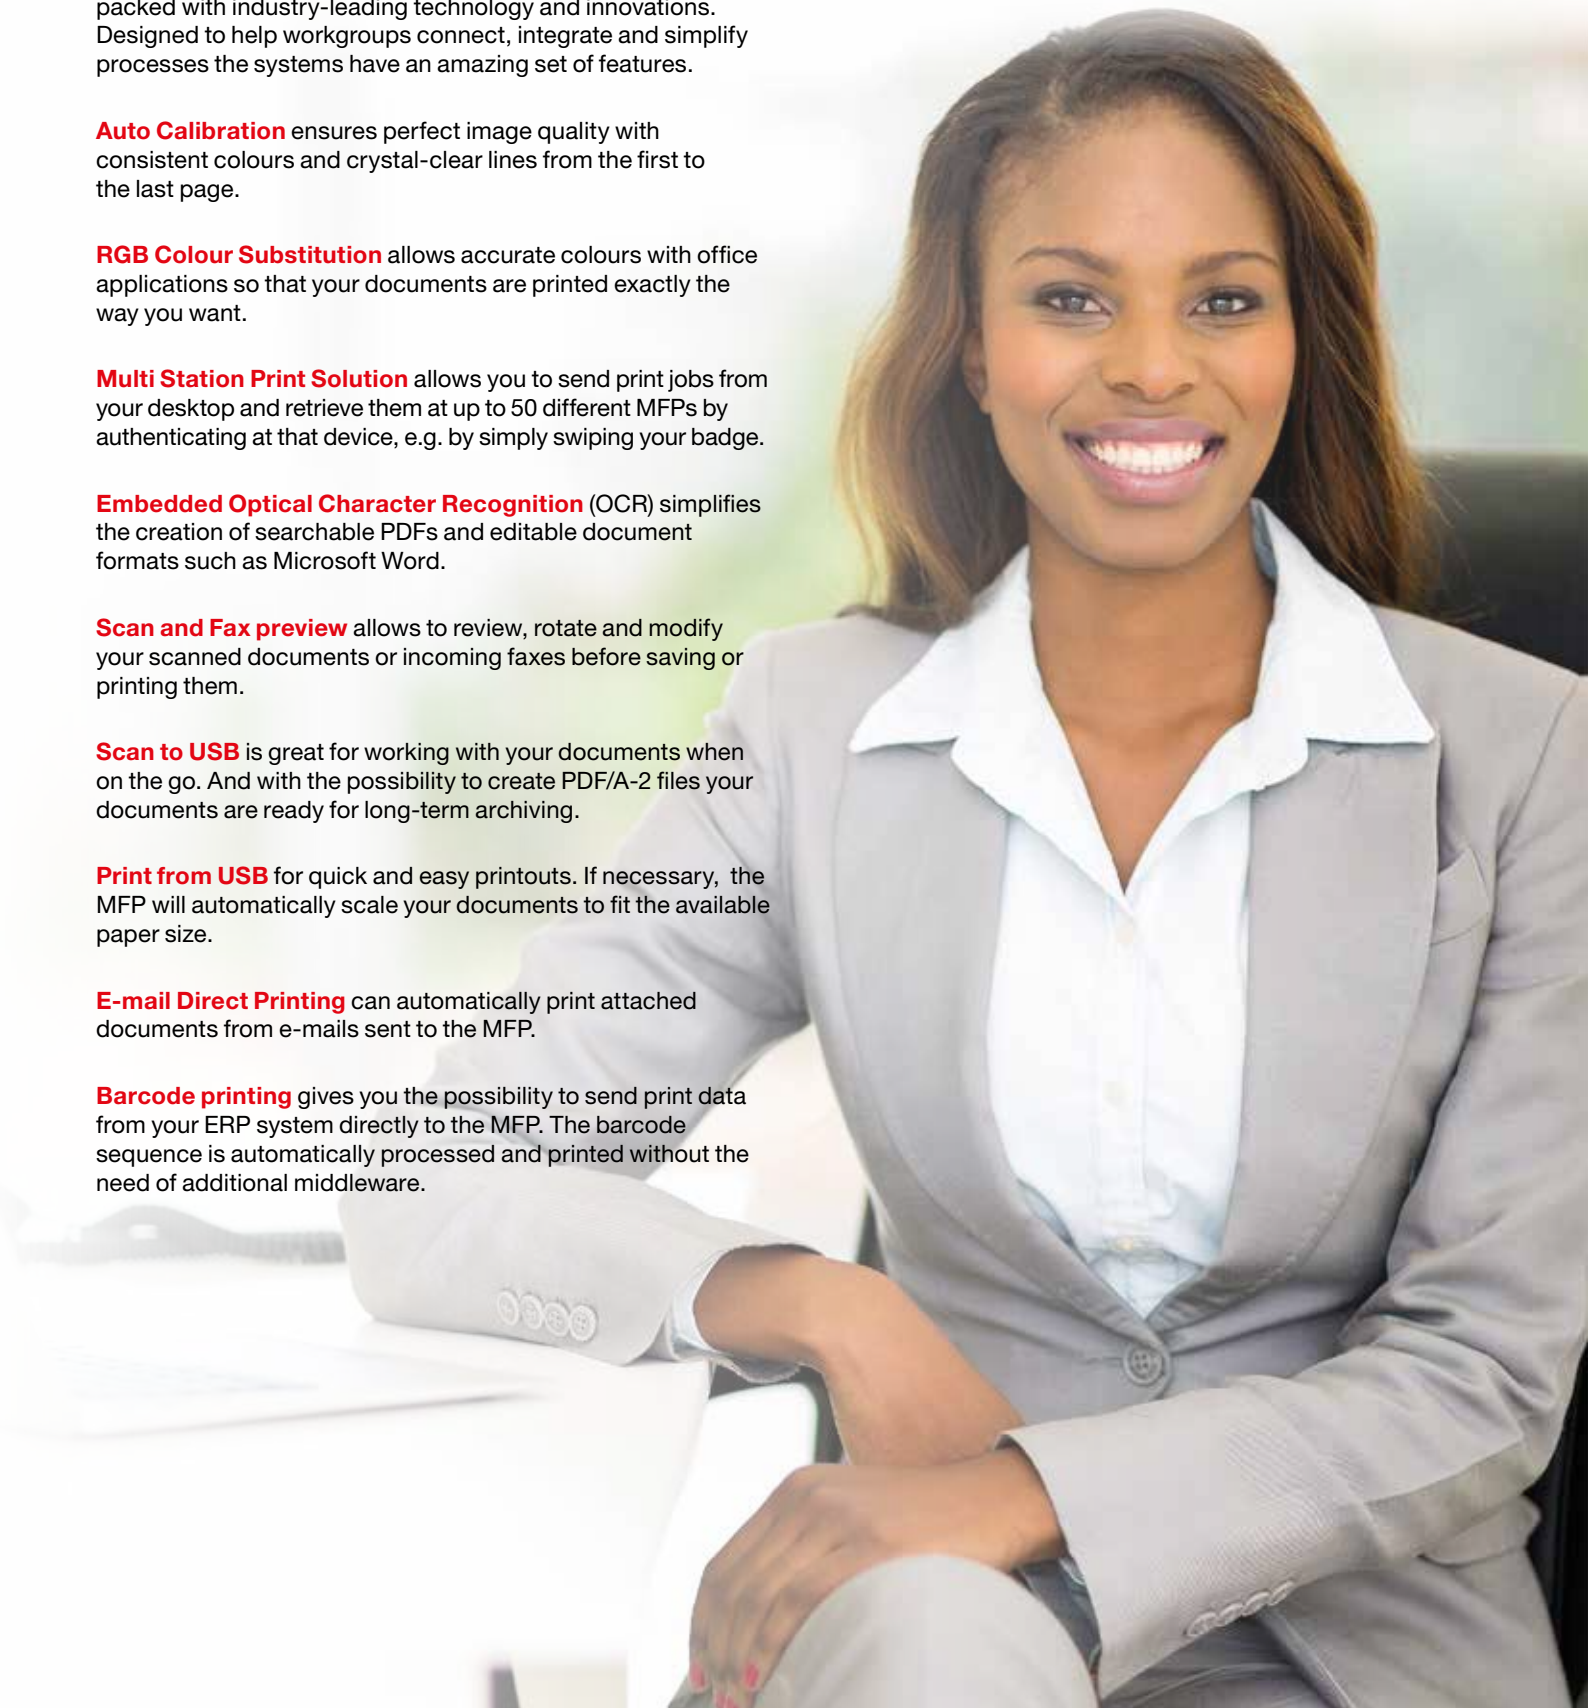 packed with industry-leading technology and innovations.
Designed to help workgroups connect, integrate and simplify
processes the systems have an amazing set of features.
Auto Calibration ensures perfect image quality with
consistent colours and crystal-clear lines from the first to
the last page.
RGB Colour Substitution allows accurate colours with office
applications so that your documents are printed exactly the
way you want.
Multi Station Print Solution allows you to send print jobs from
your desktop and retrieve them at up to 50 different MFPs by
authenticating at that device, e.g. by simply swiping your badge.
Embedded Optical Character Recognition (OCR) simplifies
the creation of searchable PDFs and editable document
formats such as Microsoft Word.
Scan and Fax preview allows to review, rotate and modify
your scanned documents or incoming faxes before saving or
printing them.
Scan to USB is great for working with your documents when
on the go. And with the possibility to create PDF/A-2 files your
documents are ready for long-term archiving.
Print from USB for quick and easy printouts. If necessary, the
MFP will automatically scale your documents to fit the available
paper size.
E-mail Direct Printing can automatically print attached
documents from e-mails sent to the MFP.
Barcode printing gives you the possibility to send print data
from your ERP system directly to the MFP. The barcode
sequence is automatically processed and printed without the
need of additional middleware.